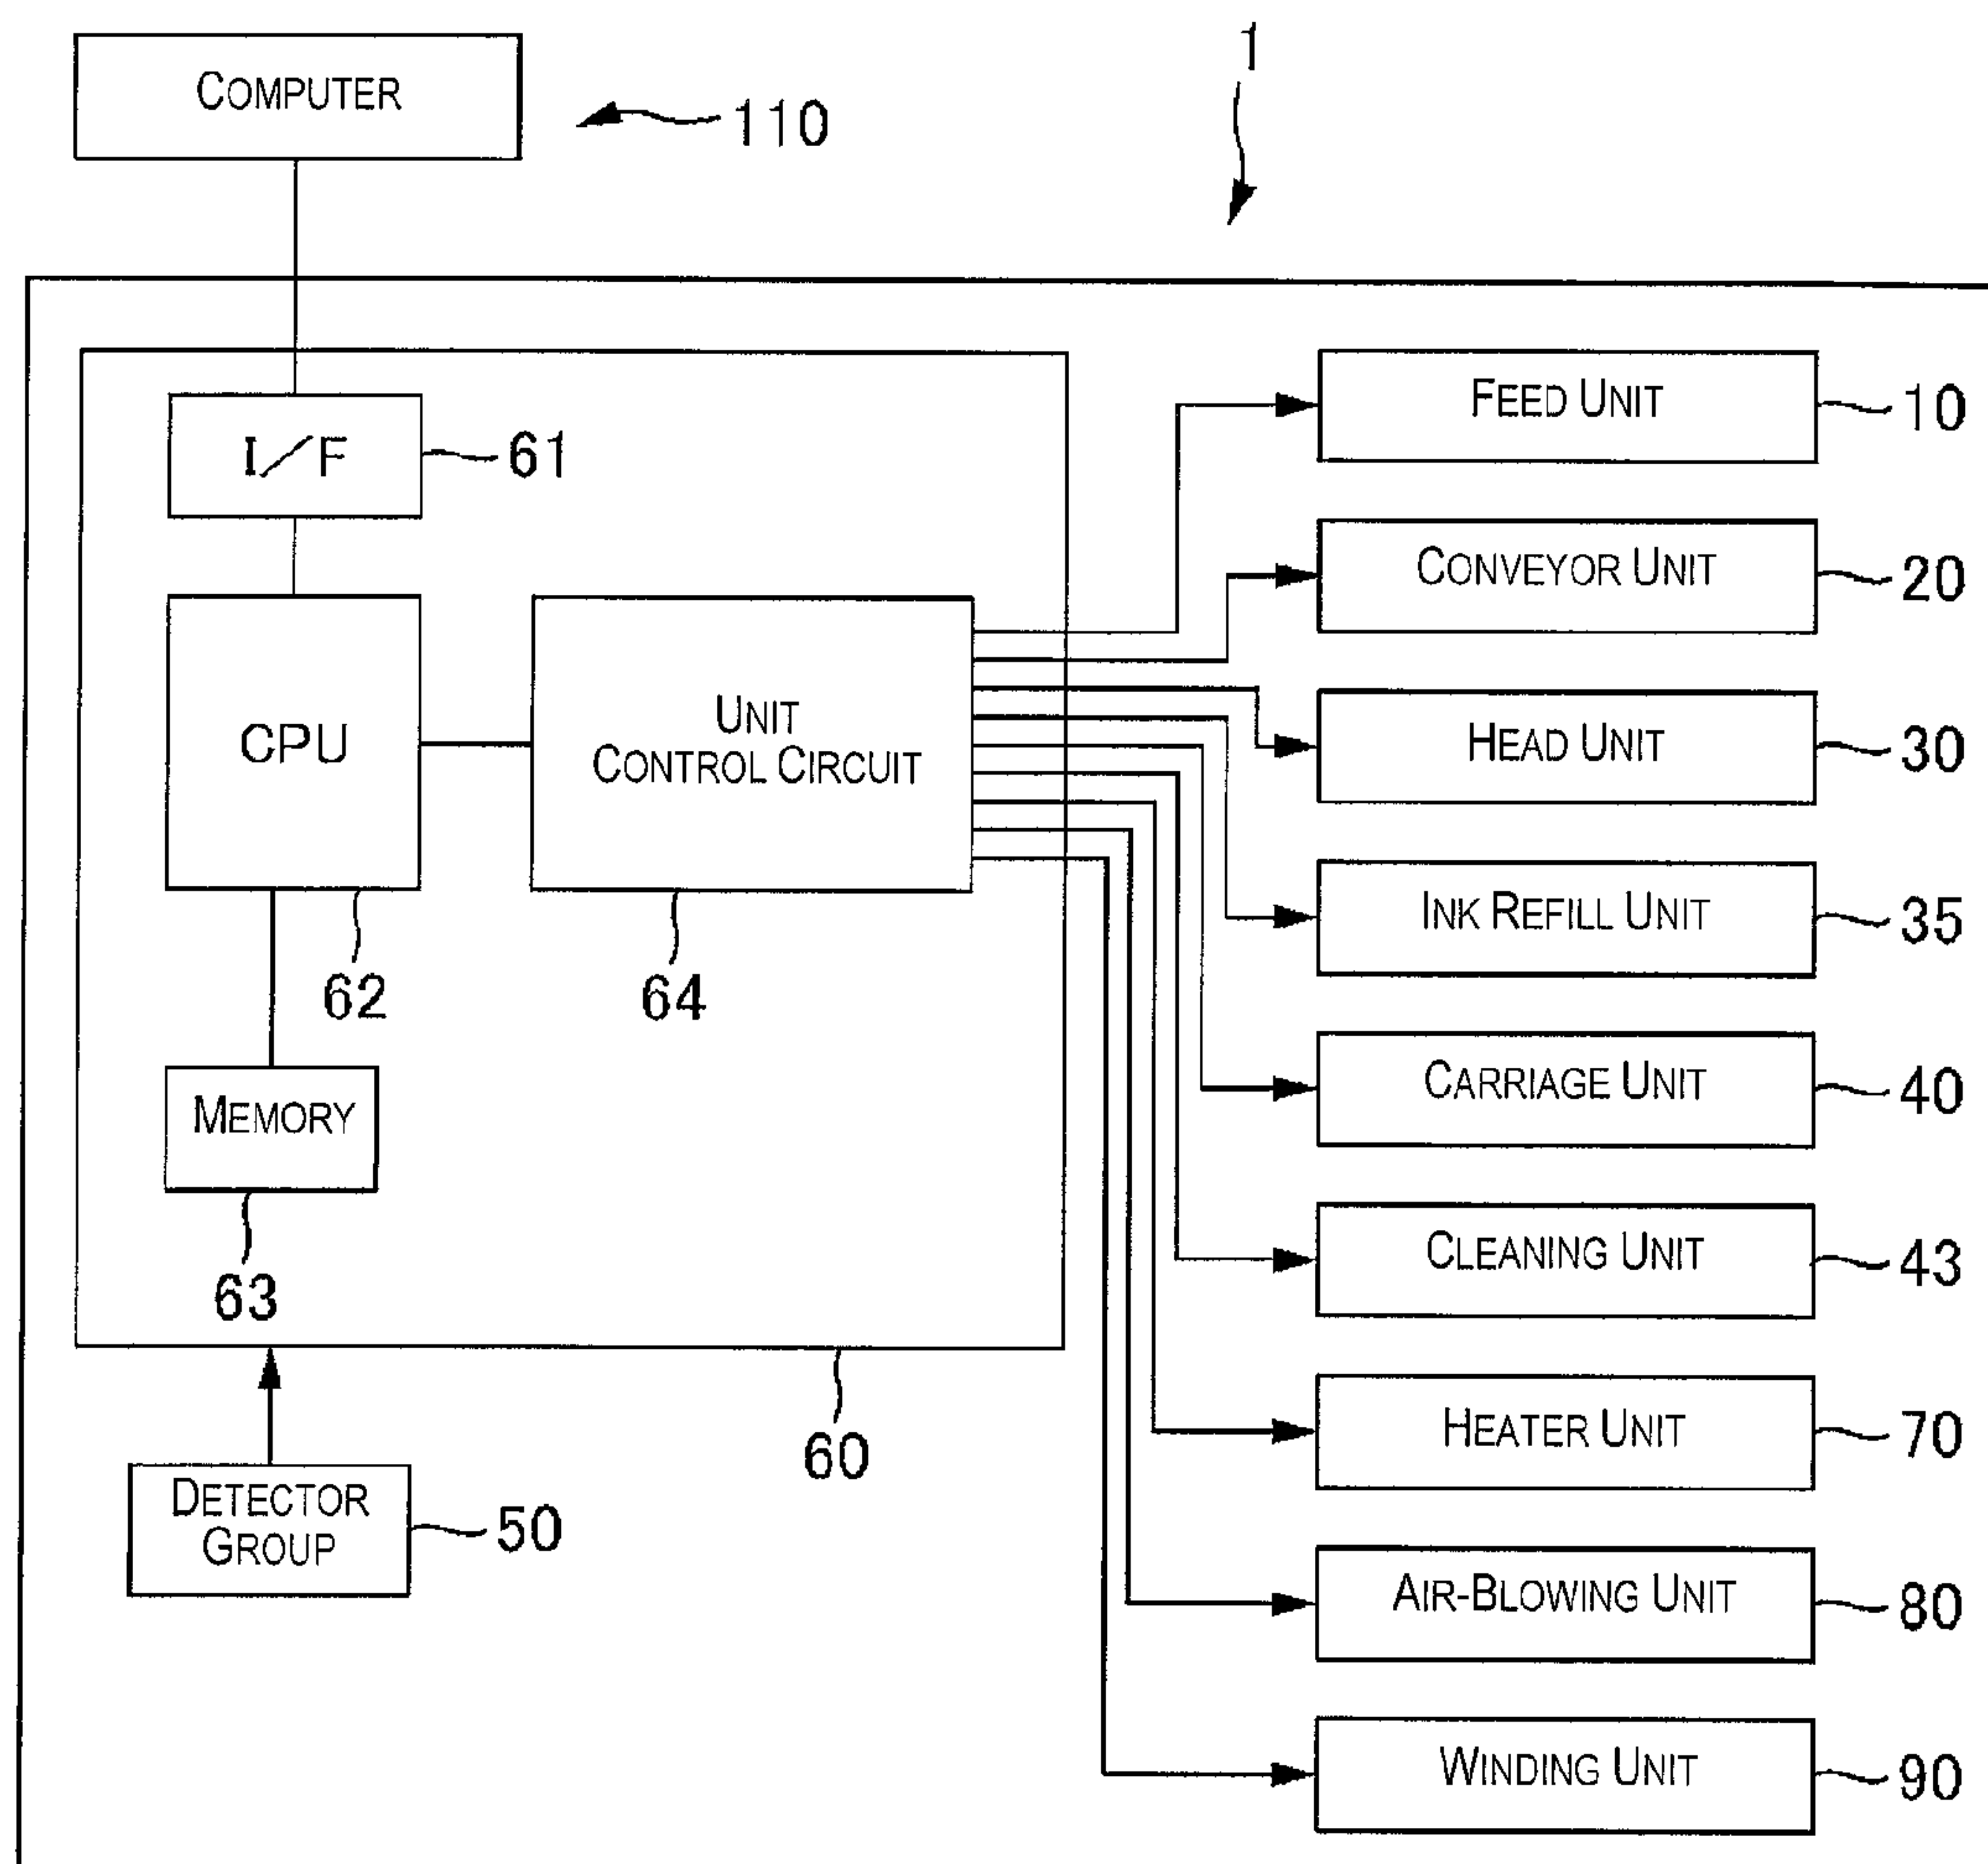 COMPUTER
110
1
I/F
61
CPU
62
UNIT
CONTROL CIRCUIT
64
MEMORY
63
60
DETECTOR
GROUP
50
FEED UNIT
10
CONVEYOR UNIT
20
HEAD UNIT
30
INK REFILL UNIT
35
CARRIAGE UNIT
40
CLEANING UNIT
43
HEATER UNIT
70
AIR-BLOWING UNIT
80
WINDING UNIT
90